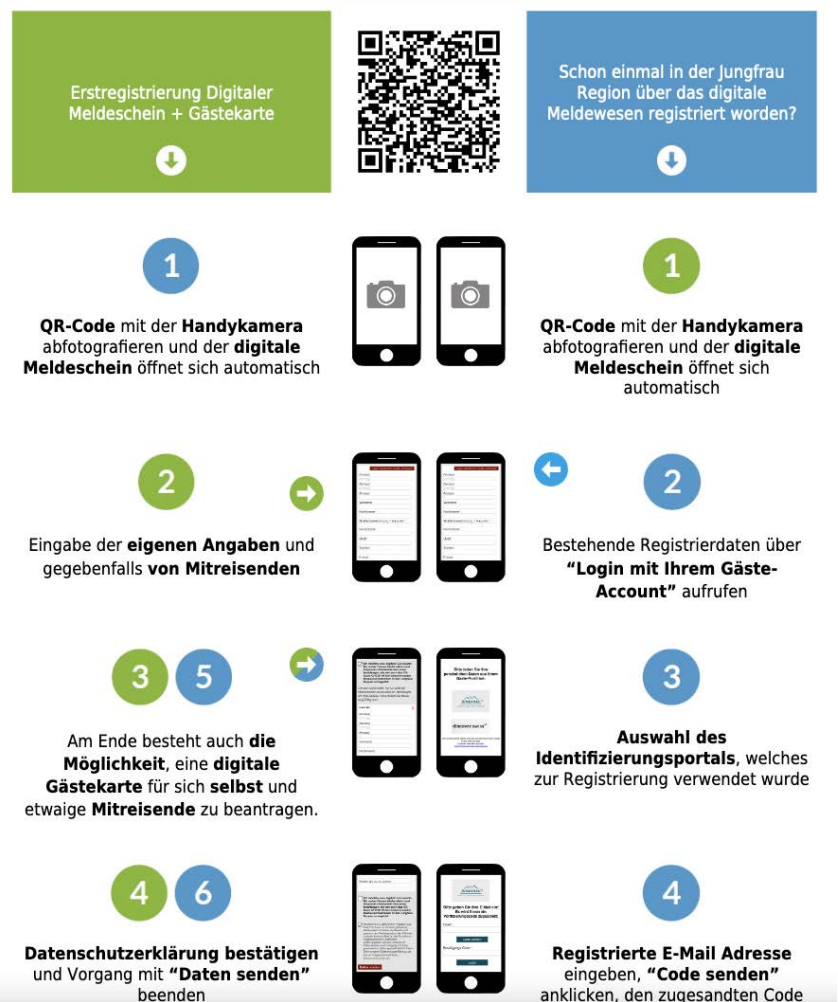 Erstregistrierung Digitaler
Meldeschein + Gästekarte
Schon einmal in der Jungfrau
Region über das digitale
Meldewesen registriert worden?
1
QR-Code mit der Handykamera
abfotografieren und der digitale
Meldeschein öffnet sich automatisch
1
QR-Code mit der Handykamera
abfotografieren und der digitale
Meldeschein öffnet sich
automatisch
2
Eingabe der eigenen Angaben und
gegebenfalls von Mitreisenden
2
Bestehende Registrierdaten über
“Login mit Ihrem Gäste-
Account” aufrufen
3 5
Am Ende besteht auch die
Möglichkeit, eine digitale
Gästekarte für sich selbst und
etwaige Mitreisende zu beantragen.
3
Auswahl des
Identifizierungsportals, welches
zur Registrierung verwendet wurde
4 6
Datenschutzerklärung bestätigen
und Vorgang mit “Daten senden”
beenden
4
Registrierte E-Mail Adresse
eingeben, “Code senden”
anklicken, den zugesandten Code